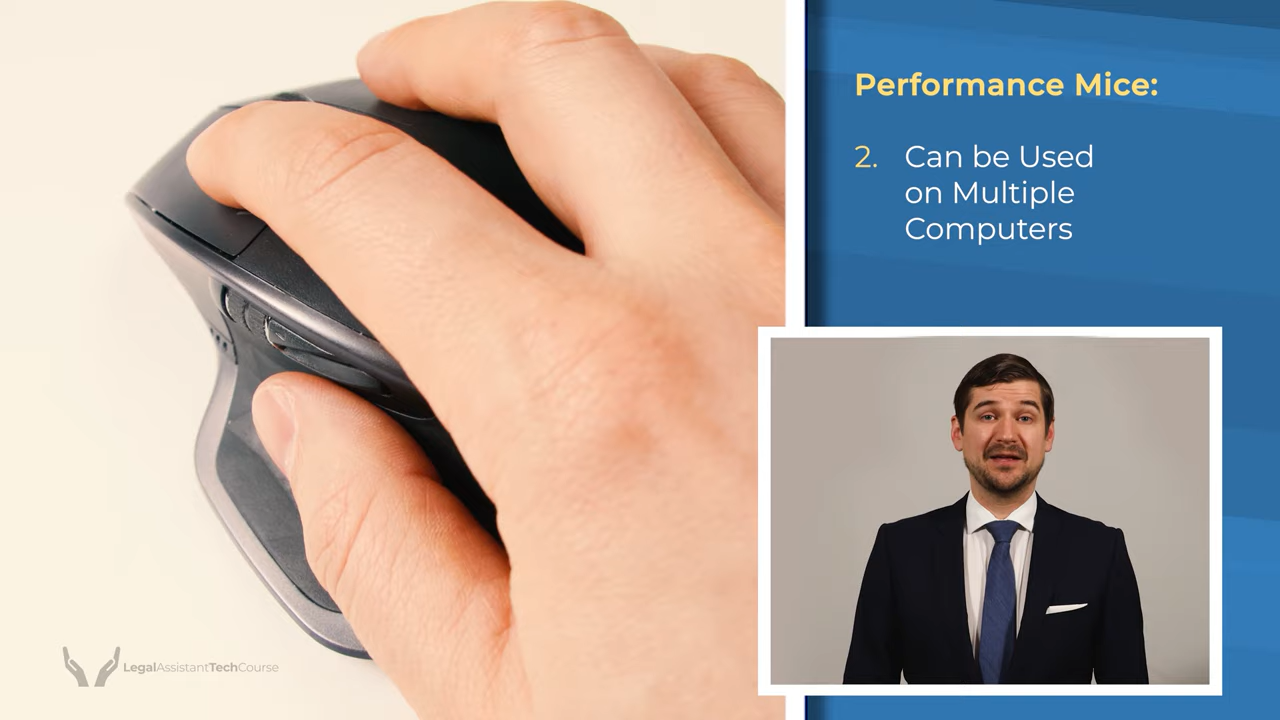 Performance Mice:
2. Can be Used
on Multiple
Computers
LegalAssistantTechCourse